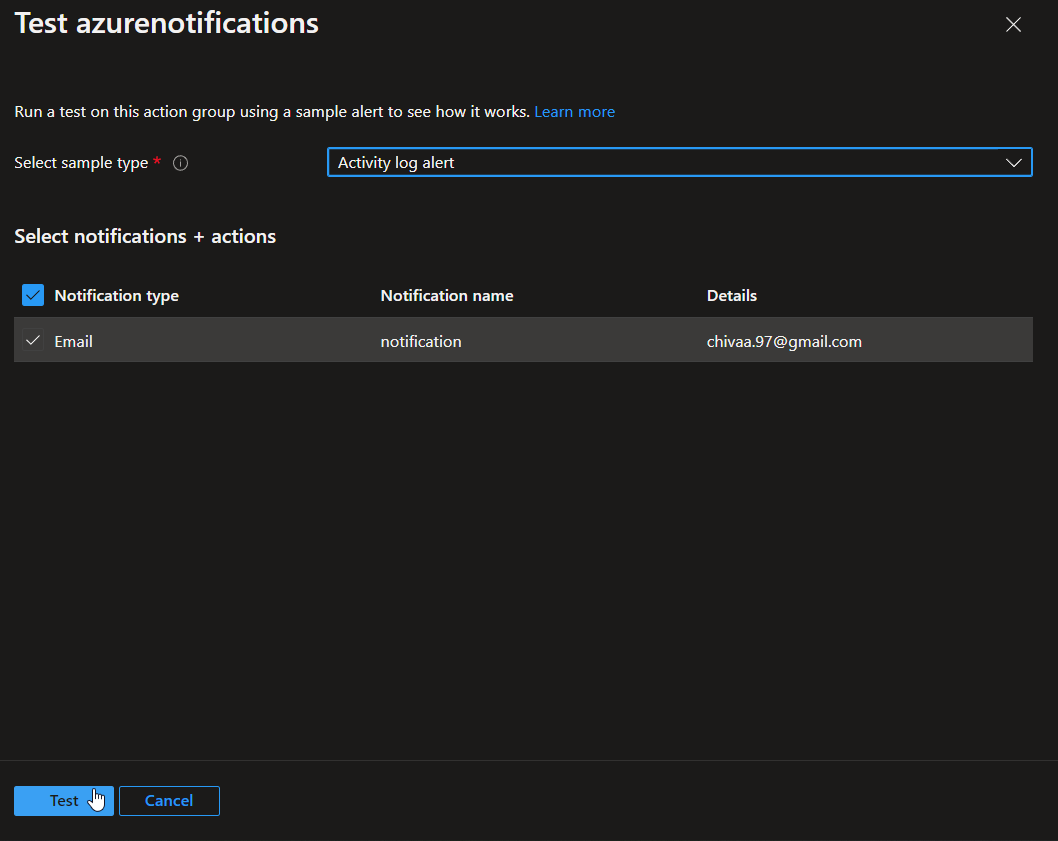 Test azurenotifications
Run a test on this action group using a sample alert to see how it works. Learn more
Select sample type * Activity log alert
Select notifications + actions
Notification type Notification name Details
Email notification chivaa.97@gmail.com
Test Cancel